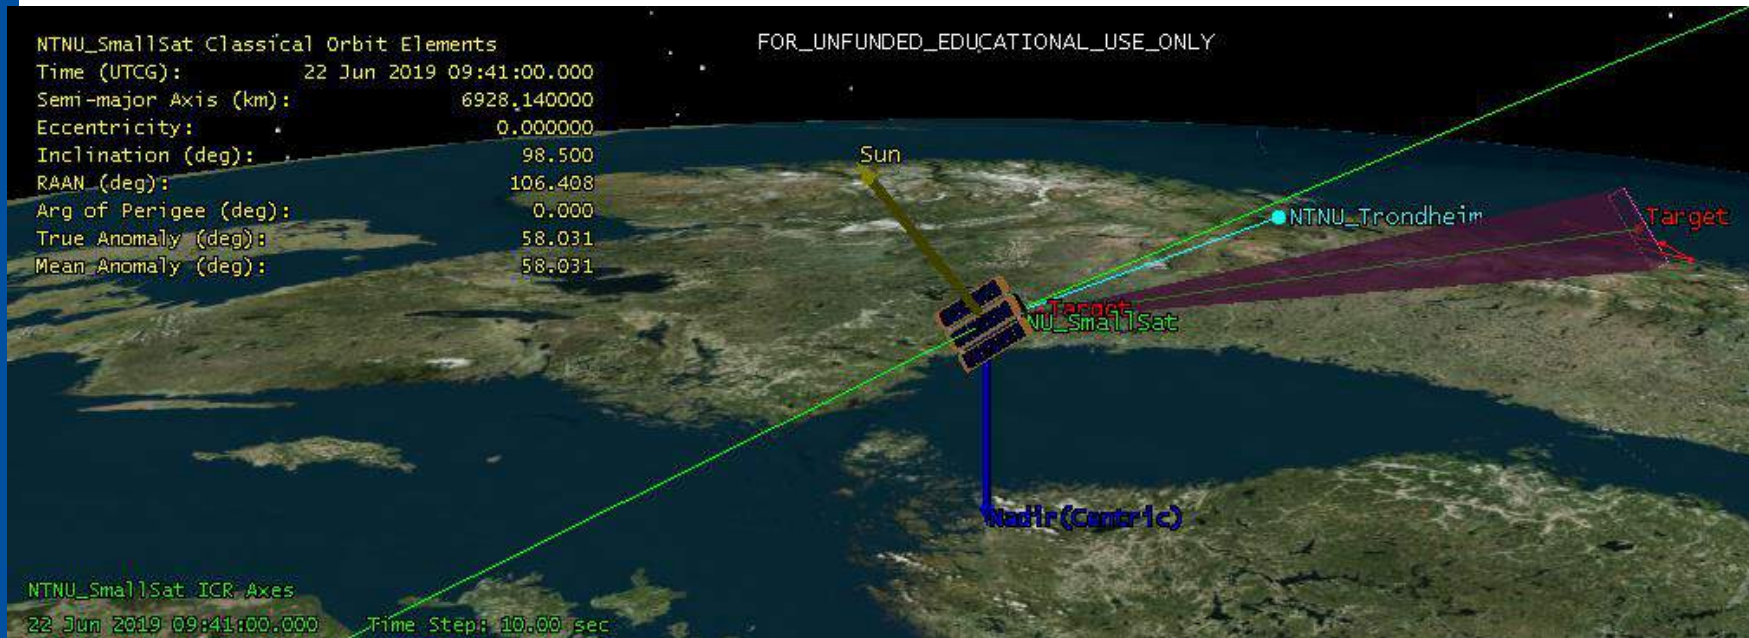 NTNU_SmallSat Classical Orbit Elements
Time (UTCG): 22 Jun 2019 09:41:00.000
Semi-major Axis (km): 6928.140000
Eccentricity: 0.000000
Inclination (deg): 98.500
RAAN (deg): 106.408
Arg of Perigee (deg): 0.000
True Anomaly (deg): 58.031
Mean Anomaly (deg): 58.031
FOR_UNFUNDED_EDUCATIONAL_USE_ONLY
Sun
NTNU_Trondheim
Target
Target
NU_SmallSat
Nadir(Centric)
NTNU_SmallSat ICR Axes
22 Jun 2019 09:41:00.000 Time Step: 10.00 sec